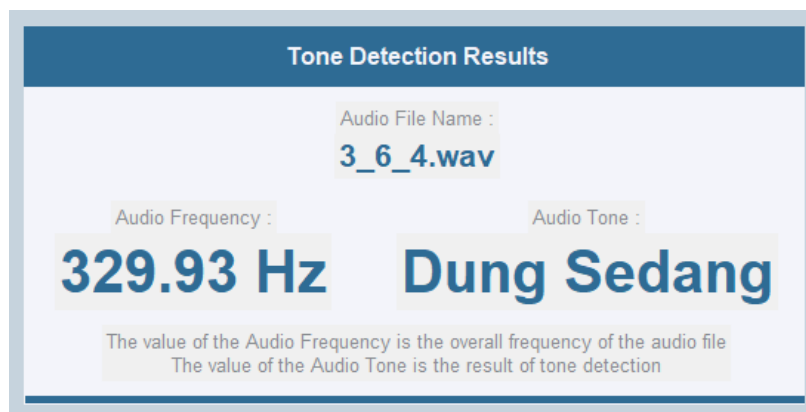 Tone Detection Results
Audio File Name :
3_6_4.wav
Audio Frequency :
Audio Tone :
329.93 Hz
Dung Sedang
The value of the Audio Frequency is the overall frequency of the audio file
The value of the Audio Tone is the result of tone detection